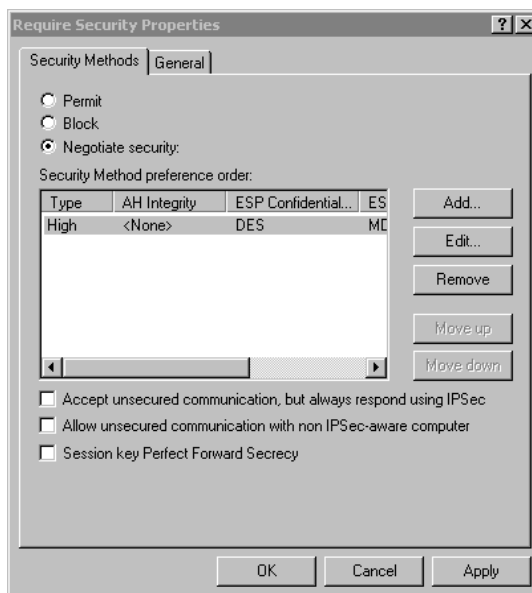 Require Security Properties
Security Methods General
Permit
Block
Negotiate security:
Security Method preference order:
Type AH Integrity ESP Confidential... ES
High <None> DES MD
Add...
Edit...
Remove
Move up
Move down
Accept unsecured communication, but always respond using IPSec
Allow unsecured communication with non IPSec-aware computer
Session key Perfect Forward Secrecy
OK Cancel Apply